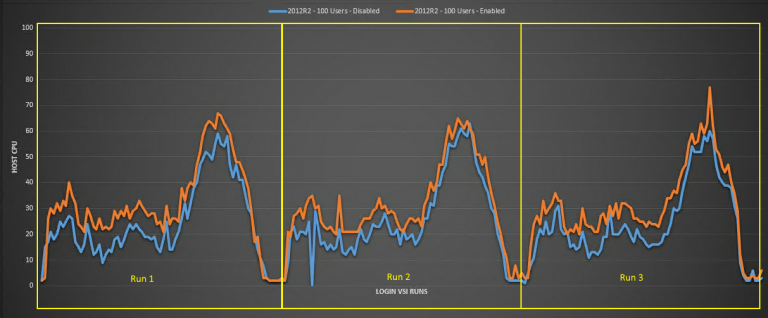 2012R2 - 100 Users - Disabled 2012R2 - 100 Users - Enabled
100
90
80
70
60
50
40
30
20
10
0
HOST CPU
Run 1
Run 2
Run 3
LOGIN VSI RUNS